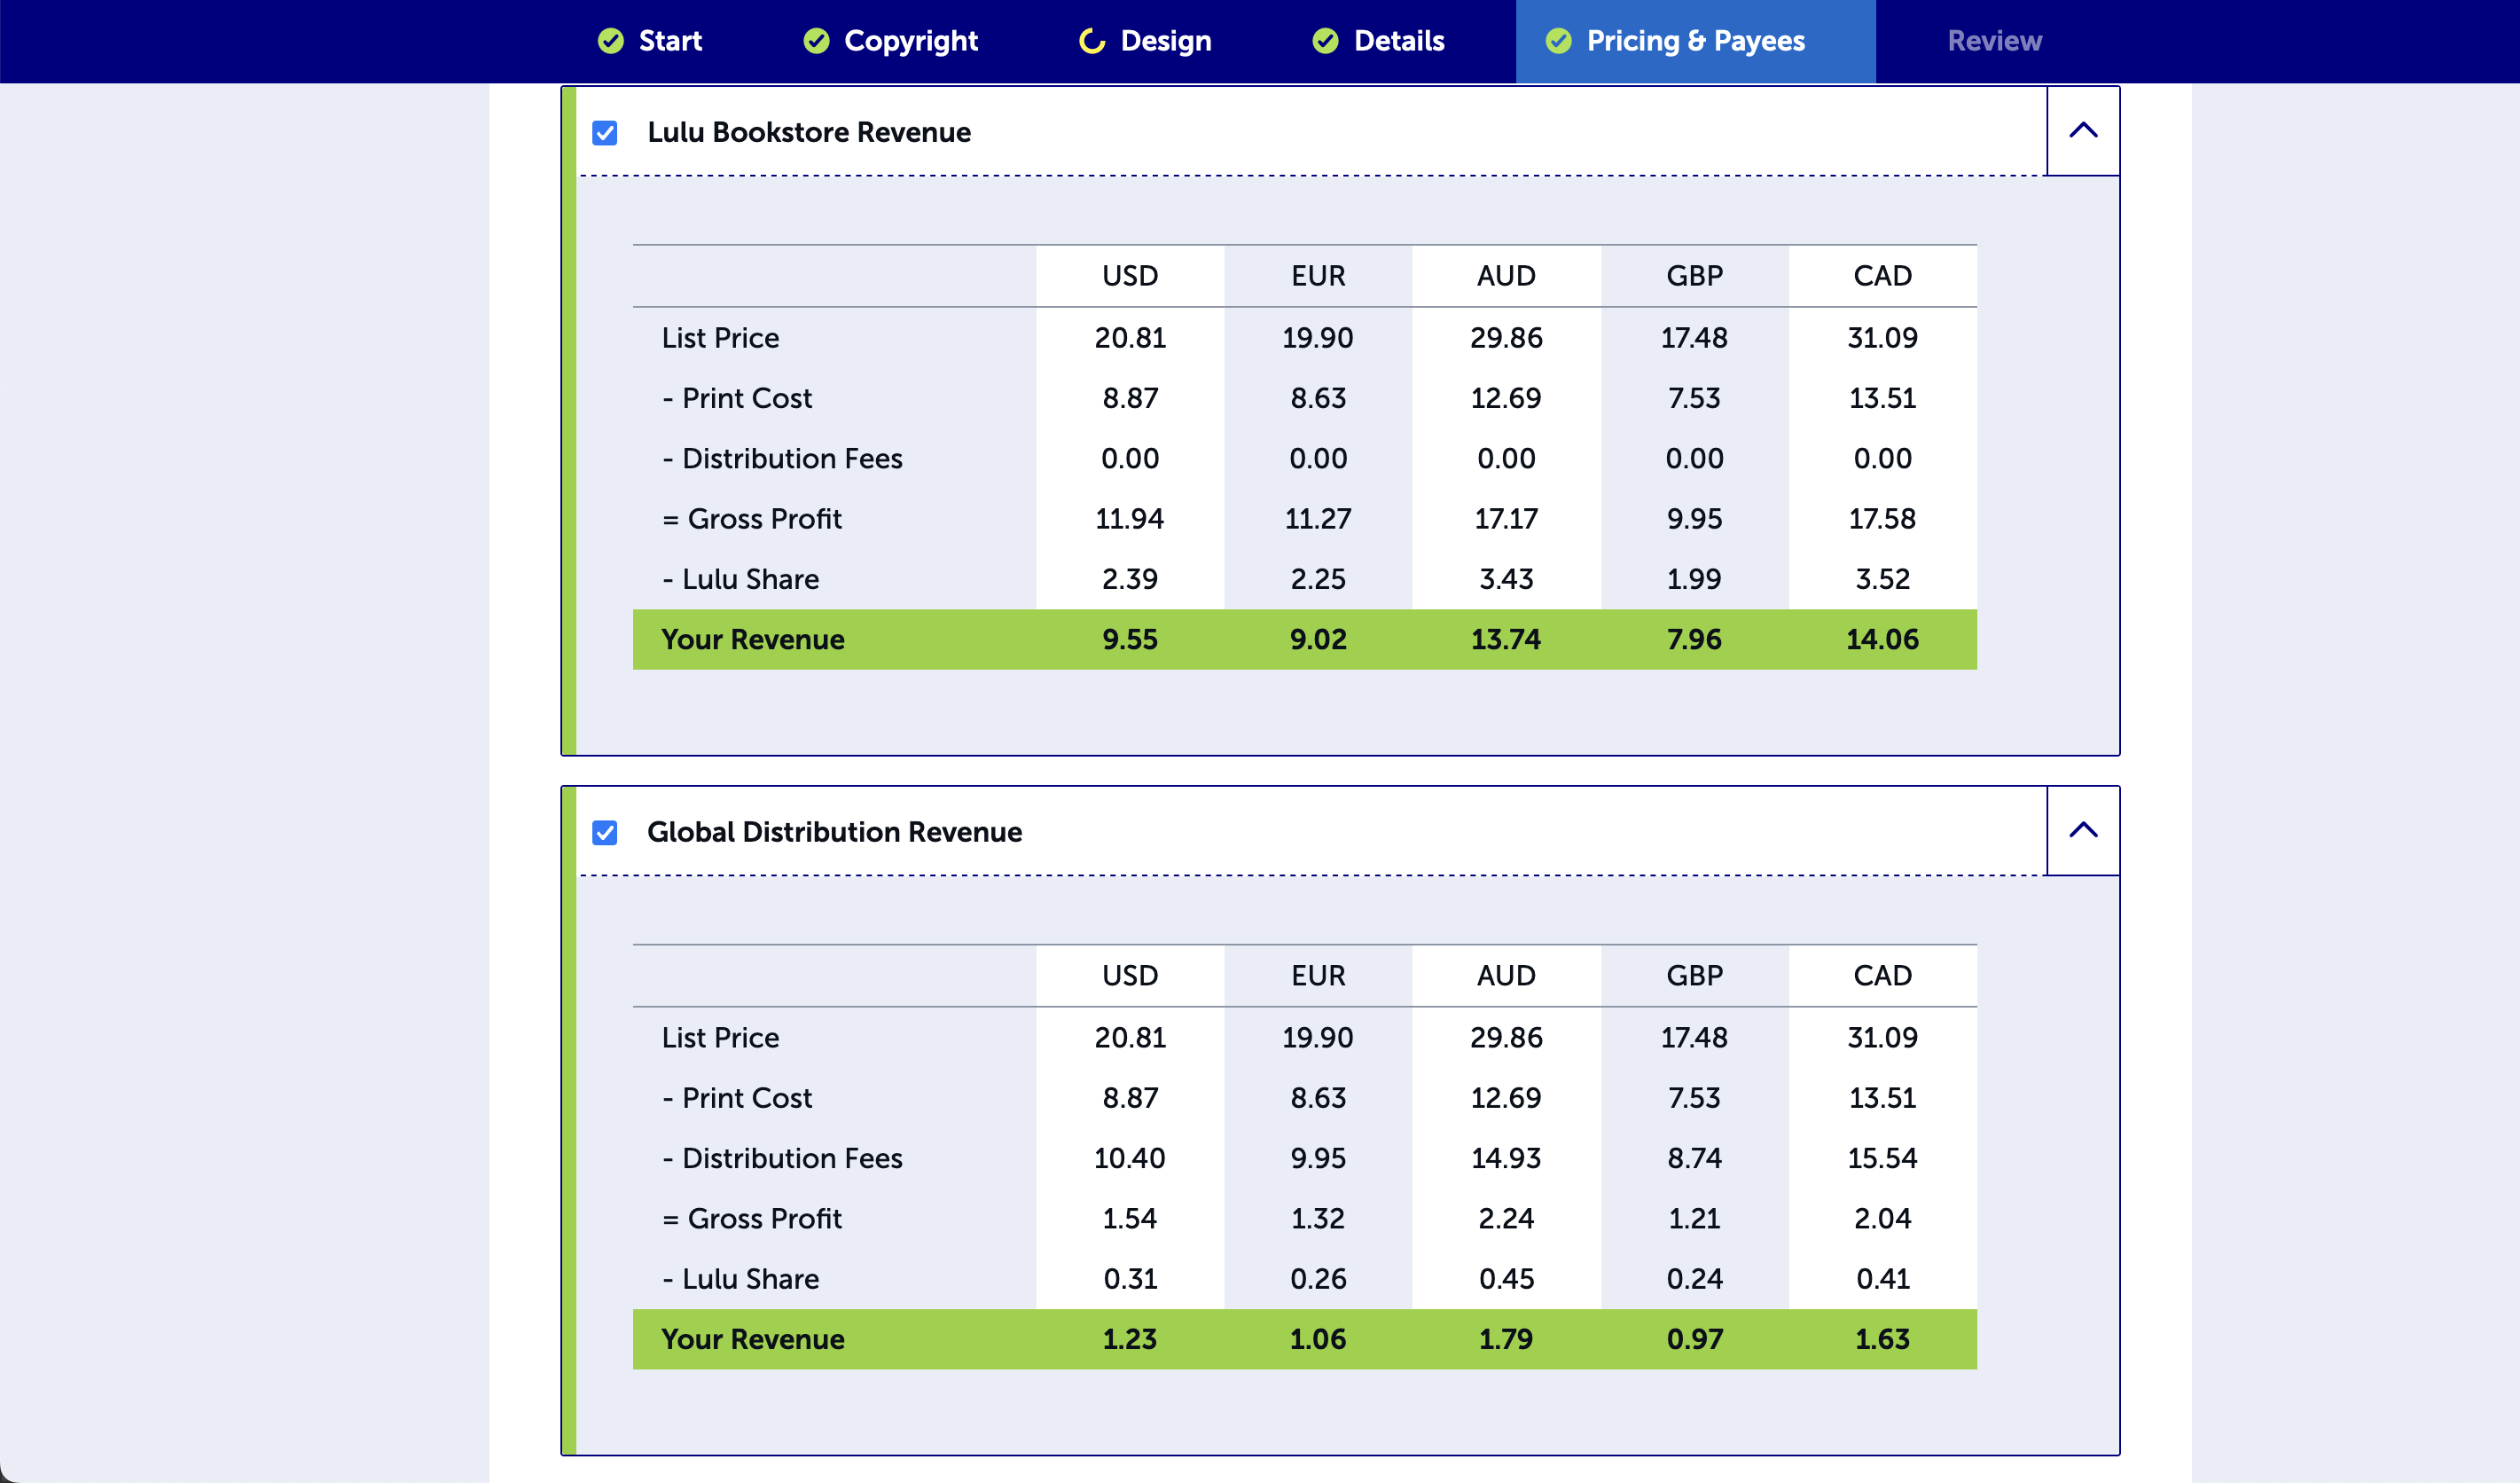 Start Copyright Design Details Pricing & Payees Review
Lulu Bookstore Revenue
USD EUR AUD GBP CAD
List Price 20.81 19.90 29.86 17.48 31.09
- Print Cost 8.87 8.63 12.69 7.53 13.51
- Distribution Fees 0.00 0.00 0.00 0.00 0.00
= Gross Profit 11.94 11.27 17.17 9.95 17.58
- Lulu Share 2.39 2.25 3.43 1.99 3.52
Your Revenue 9.55 9.02 13.74 7.96 14.06
Global Distribution Revenue
USD EUR AUD GBP CAD
List Price 20.81 19.90 29.86 17.48 31.09
- Print Cost 8.87 8.63 12.69 7.53 13.51
- Distribution Fees 10.40 9.95 14.93 8.74 15.54
= Gross Profit 1.54 1.32 2.24 1.21 2.04
- Lulu Share 0.31 0.26 0.45 0.24 0.41
Your Revenue 1.23 1.06 1.79 0.97 1.63